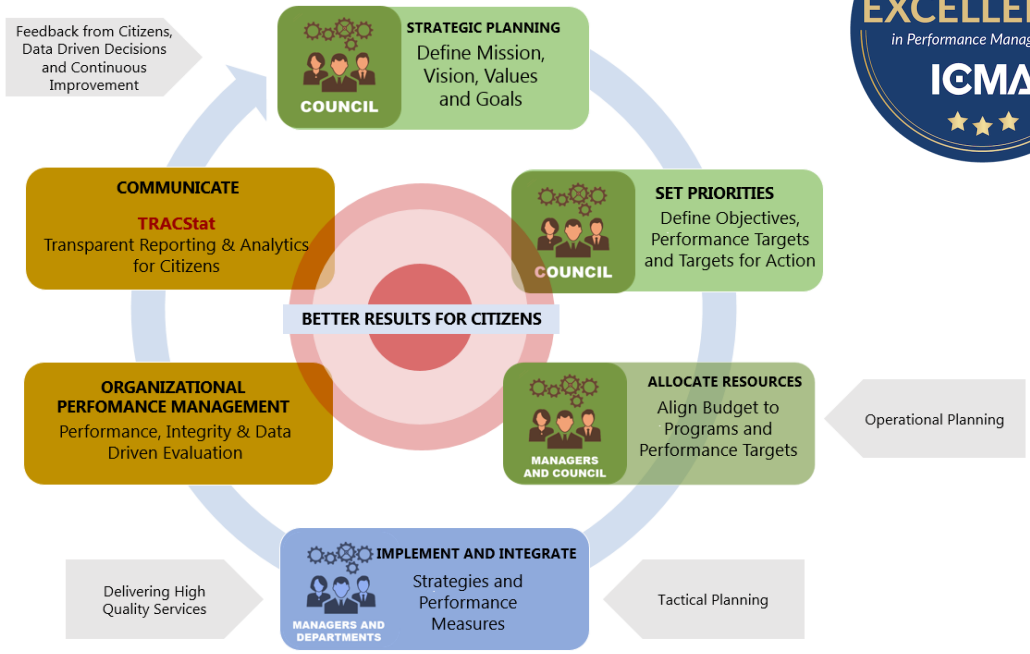 Feedback from Citizens,
Data Driven Decisions
and Continuous
Improvement
STRATEGIC PLANNING
Define Mission,
Vision, Values
and Goals
COUNCIL
in Performance
ICMA
COMMUNICATE
TRACStat
Transparent Reporting & Analytics
for Citizens
SET PRIORITIES
Define Objectives,
Performance Targets
and Targets for Action
COUNCIL
BETTER RESULTS FOR CITIZENS
ORGANIZATIONAL
PERFOMANCE MANAGEMENT
Performance, Integrity & Data
Driven Evaluation
ALLOCATE RESOURCES
Align Budget to
Programs and
Performance Targets
MANAGERS
AND COUNCIL
Operational Planning
IMPLEMENT AND INTEGRATE
Strategies and
Performance
Measures
MANAGERS AND
DEPARTMENTS
Delivering High
Quality Services
Tactical Planning